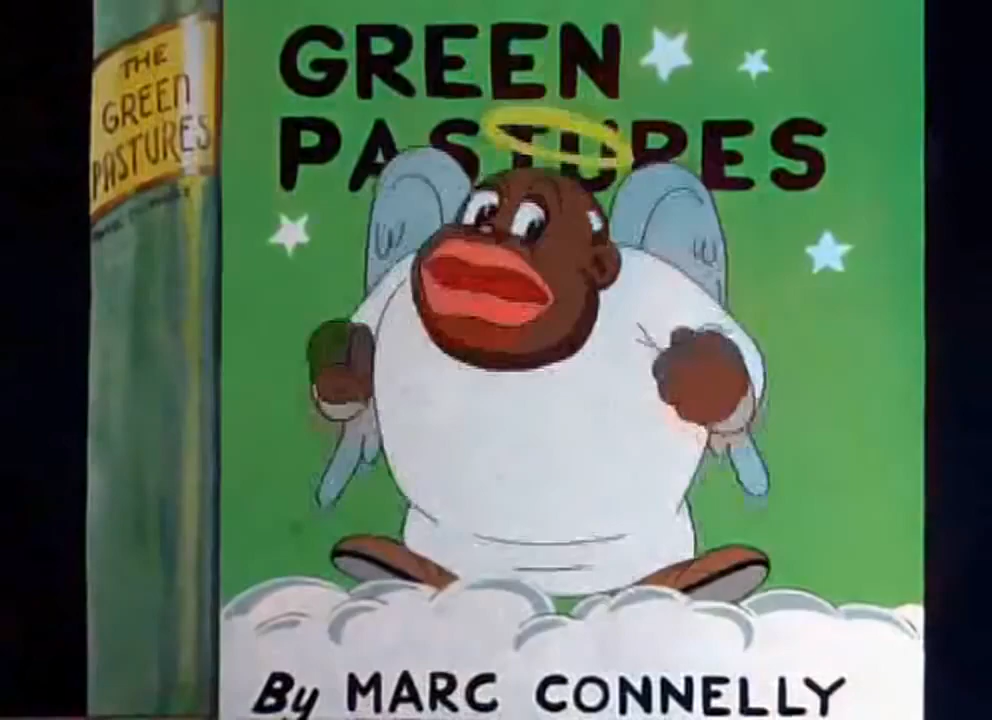 THE
GREEN
PASTURES
GREEN
PASTURES
By MARC CONNELLY